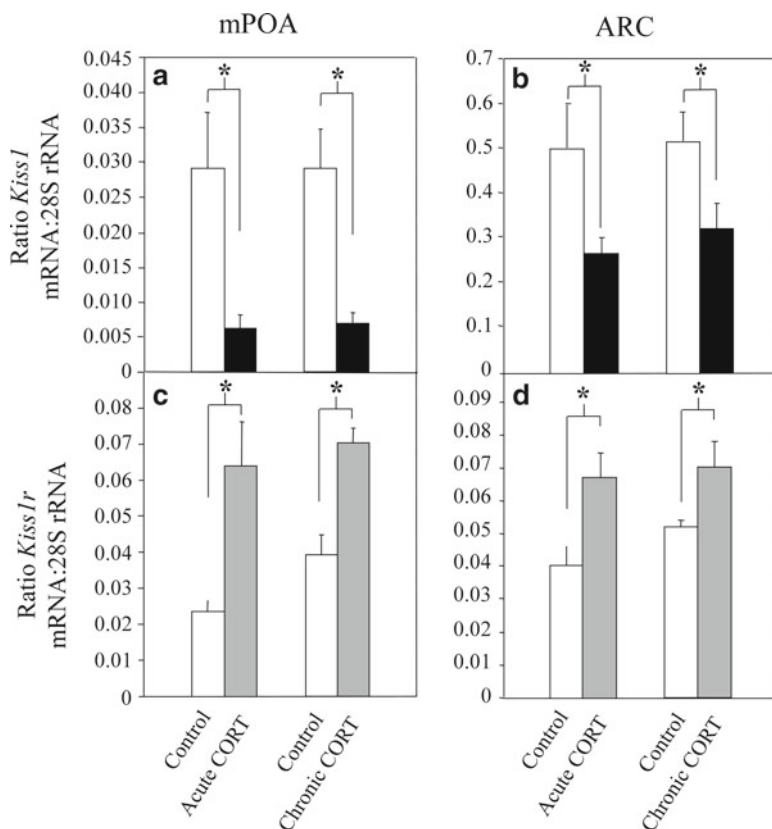 mPOA
ARC
Ratio Kiss1
mRNA:28S rRNA
a
*
*
0.045
0.040
0.035
0.030
0.025
0.020
0.015
0.010
0.005
0
b
*
*
0.7
0.6
0.5
0.4
0.3
0.2
0.1
0
Ratio Kiss1r
mRNA:28S rRNA
c
*
*
0.08
0.07
0.06
0.05
0.04
0.03
0.02
0.01
0
d
*
*
0.09
0.08
0.07
0.06
0.05
0.04
0.03
0.02
0.01
0
Control
Acute CORT
Control
Chronic CORT
Control
Acute CORT
Control
Chronic CORT